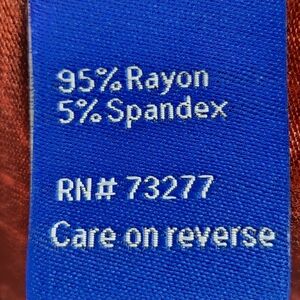 95% Rayon
5% Spandex
RN# 73277
Care on reverse